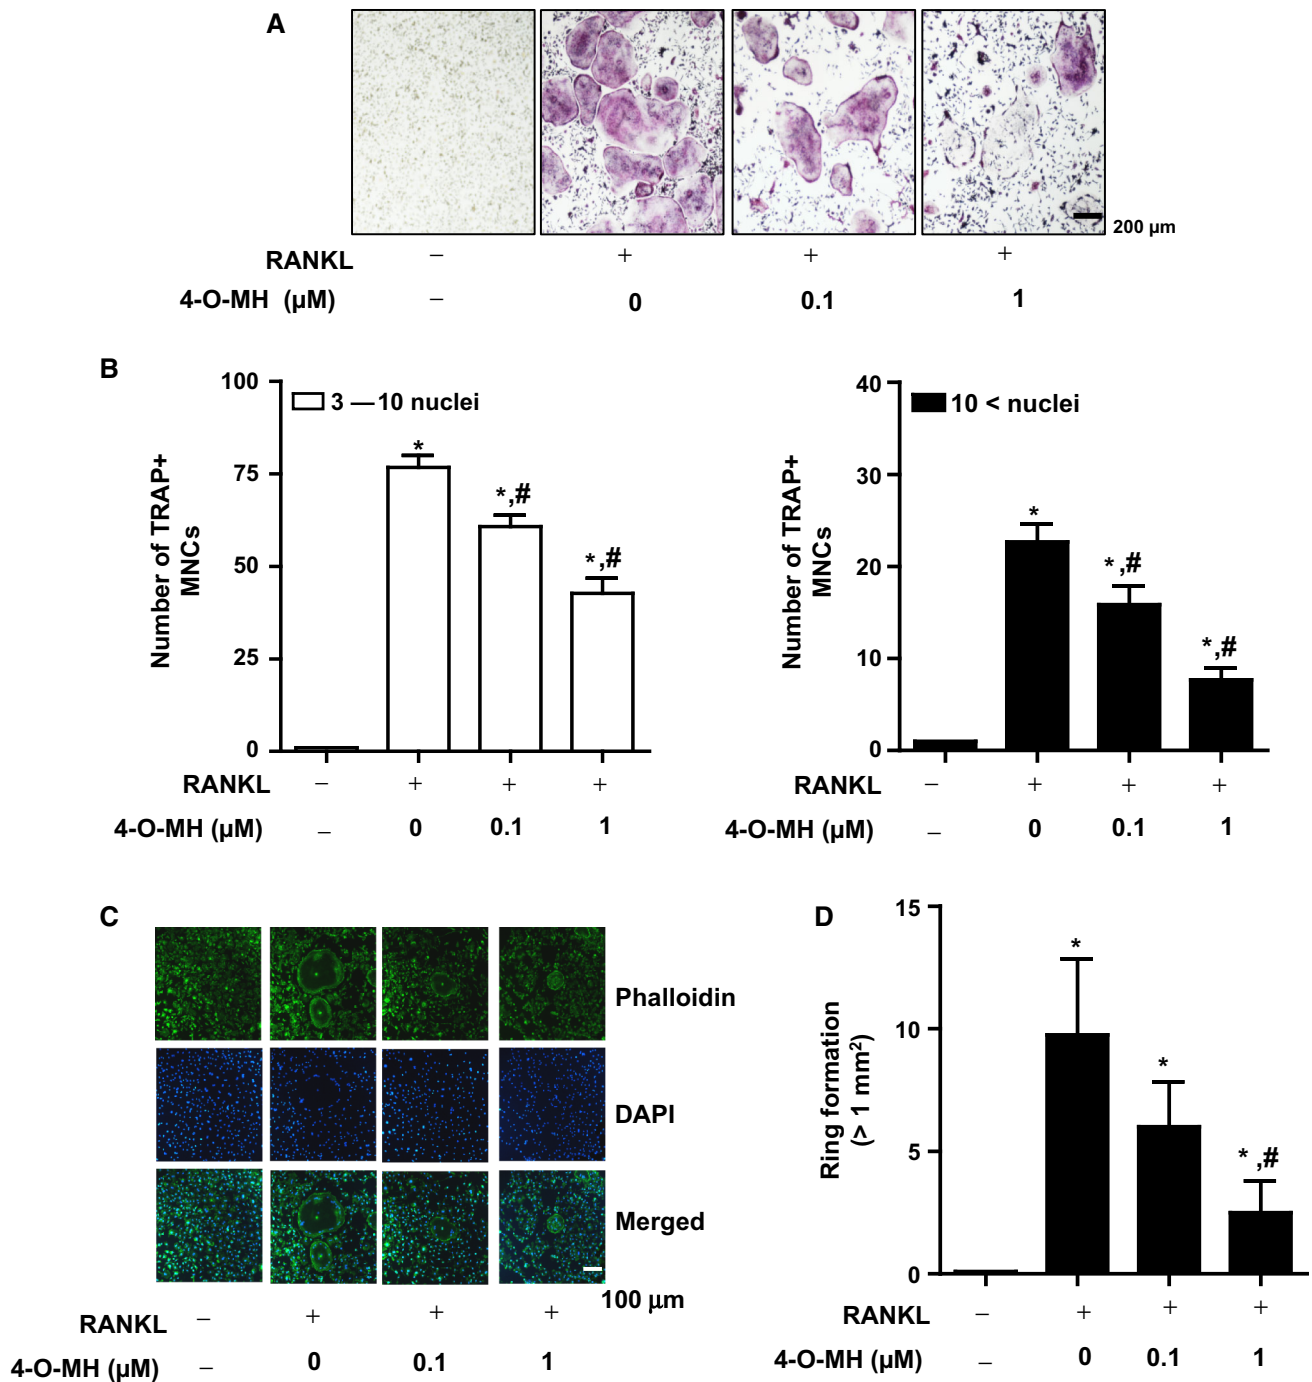 A
200 µm
RANKL – + + +
4-O-MH (µM) – 0 0.1 1
B
100
75
50
25
0
Number of TRAP+
MNCs
3 — 10 nuclei
*
*,#
*,#
RANKL – + + +
4-O-MH (µM) – 0 0.1 1
40
30
20
10
0
Number of TRAP+
MNCs
10 < nuclei
*
*,#
*,#
RANKL – + + +
4-O-MH (µM) – 0 0.1 1
C
Phalloidin
DAPI
Merged
100 µm
RANKL – + + +
4-O-MH (µM) – 0 0.1 1
D
15
10
5
0
Ring formation
(> 1 mm²)
*
*
*,#
RANKL – + + +
4-O-MH (µM) – 0 0.1 1